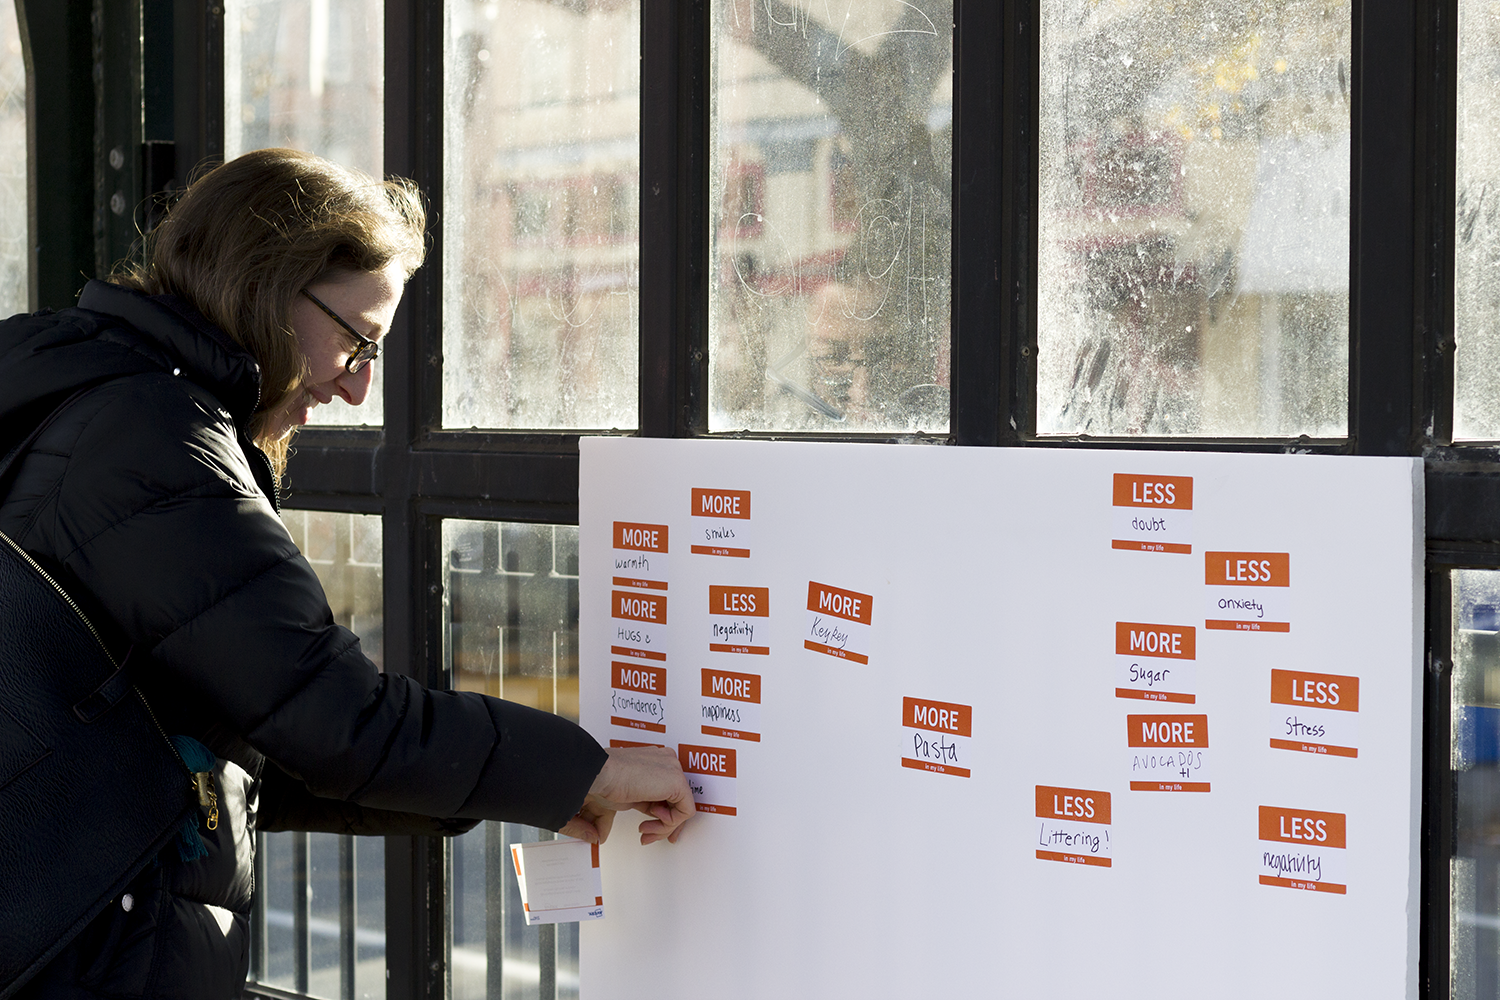 MORE
smiles
in my life
MORE
warmth
in my life
MORE
HUGS
in my life
MORE
{confidence}
in my life
LESS
negativity
in my life
MORE
happiness
in my life
MORE
in my life
MORE
in my life
MORE
Pasta
in my life
LESS
doubt
in my life
LESS
anxiety
in my life
MORE
Sugar
in my life
MORE
AVOCADOS
+1
in my life
LESS
Stress
in my life
LESS
Littering!
in my life
LESS
negativity
in my life